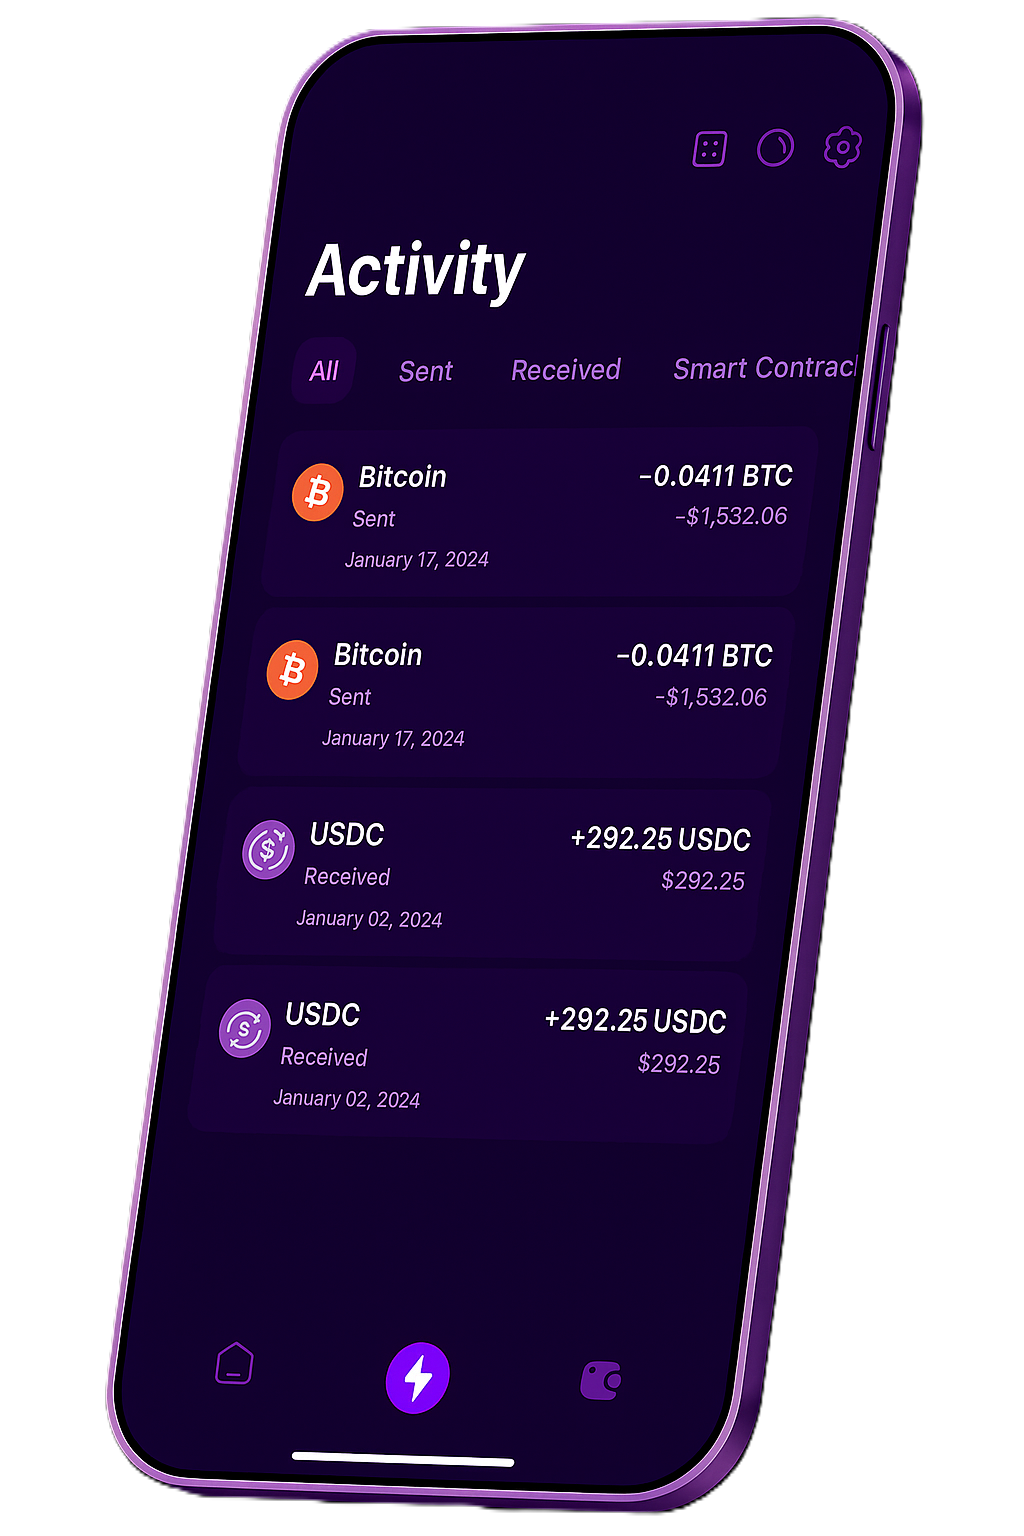 Activity
All Sent Received Smart Contrac
Bitcoin −0.0411 BTC
Sent −$1,532.06
January 17, 2024
Bitcoin −0.0411 BTC
Sent −$1,532.06
January 17, 2024
USDC +292.25 USDC
Received $292.25
January 02, 2024
USDC +292.25 USDC
Received $292.25
January 02, 2024